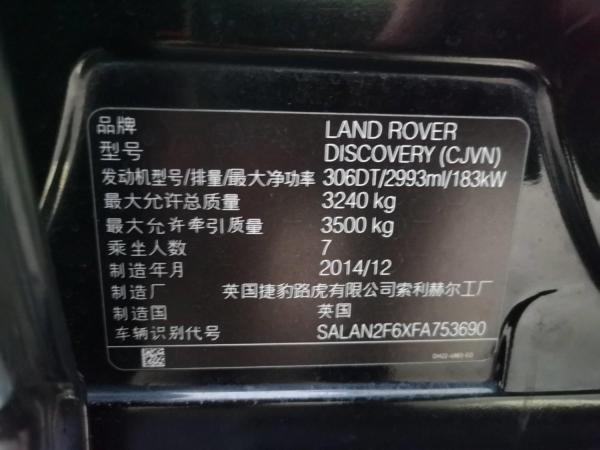 品牌 LAND ROVER
型号 DISCOVERY (CJVN)
发动机型号/排量/最大净功率 306DT/2993ml/183kW
最大允许总质量 3240 kg
最大允许牵引质量 3500 kg
乘坐人数 7
制造年月 2014/12
制造厂 英国捷豹路虎有限公司索利赫尔工厂
制造国 英国
车辆识别代号 SALAN2F6XFA753690